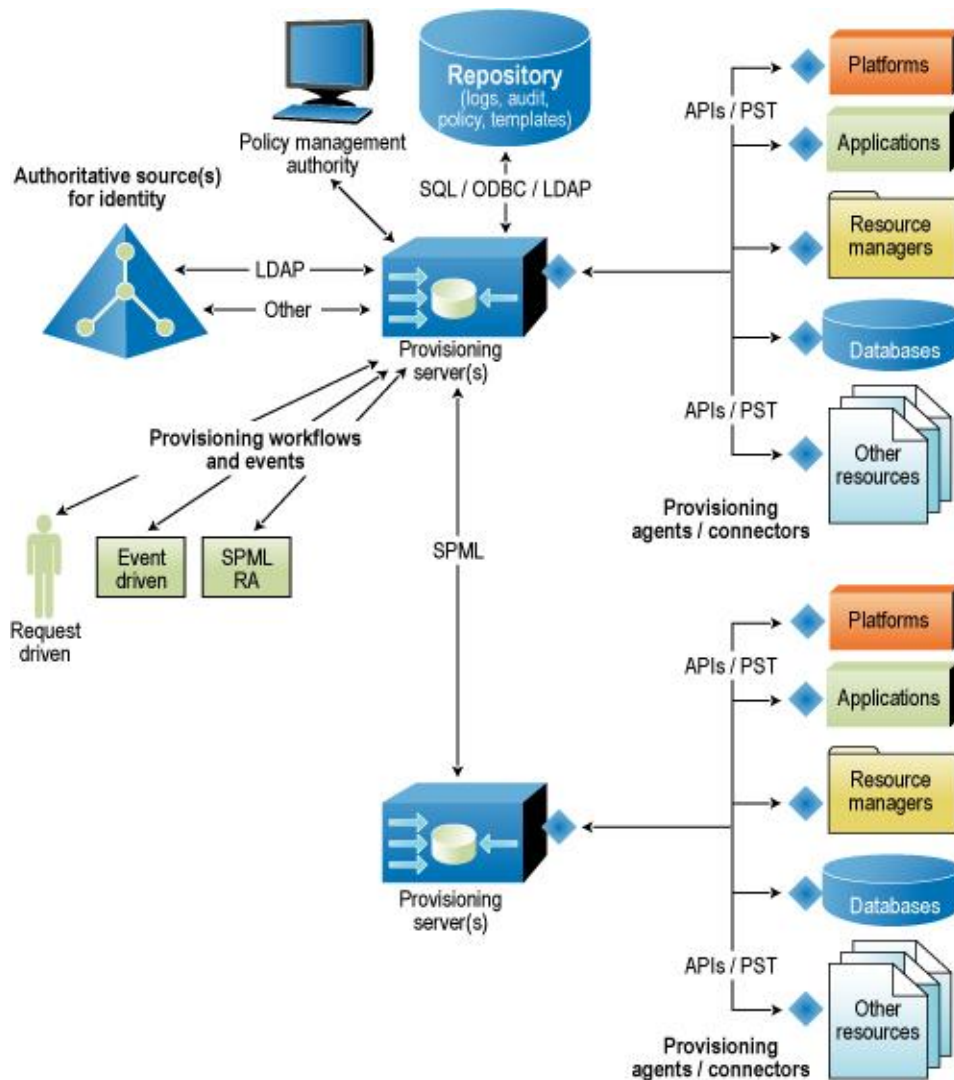 Repository
(logs, audit,
policy, templates)
Policy management
authority
Authoritative source(s)
for identity
SQL / ODBC / LDAP
LDAP
Other
Provisioning
server(s)
Provisioning workflows
and events
Request
driven
Event
driven
SPML
RA
SPML
Platforms
APIs / PST
Applications
Resource
managers
Databases
APIs / PST
Other
resources
Provisioning
agents / connectors
Provisioning
server(s)
Platforms
APIs / PST
Applications
Resource
managers
Databases
APIs / PST
Other
resources
Provisioning
agents / connectors